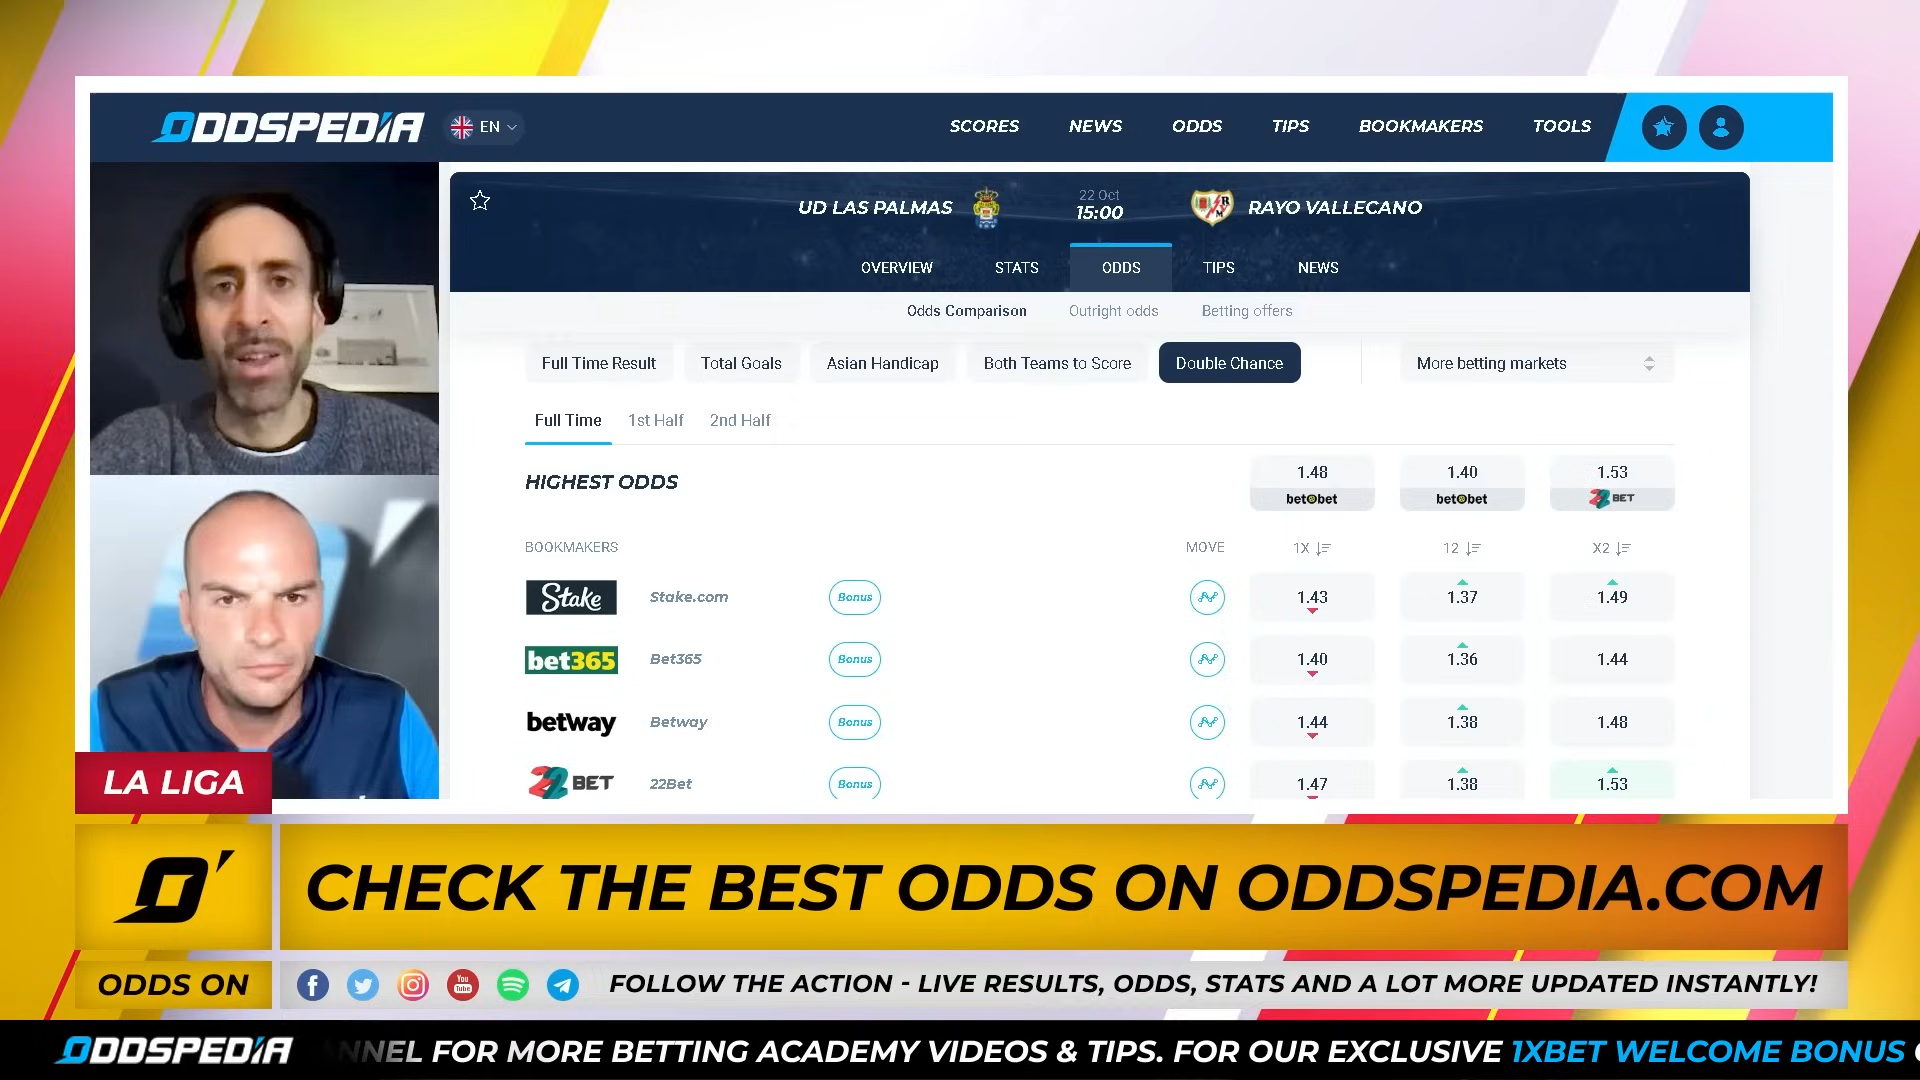 ODDSPEDIA EN SCORES NEWS ODDS TIPS BOOKMAKERS TOOLS
UD LAS PALMAS 22 Oct 15:00 RAYO VALLECANO
OVERVIEW STATS ODDS TIPS NEWS
Odds Comparison Outright odds Betting offers
Full Time Result Total Goals Asian Handicap Both Teams to Score Double Chance More betting markets
Full Time 1st Half 2nd Half
HIGHEST ODDS 1.48 1.40 1.53
betobet betobet 22BET
BOOKMAKERS MOVE 1X 12 X2
Stake Stake.com Bonus 1.43 1.37 1.49
bet365 Bet365 Bonus 1.40 1.36 1.44
betway Betway Bonus 1.44 1.38 1.48
22BET 22Bet Bonus 1.47 1.38 1.53
LA LIGA
CHECK THE BEST ODDS ON ODDSPEDIA.COM
ODDS ON FOLLOW THE ACTION - LIVE RESULTS, ODDS, STATS AND A LOT MORE UPDATED INSTANTLY!
ODDSPEDIA NNEL FOR MORE BETTING ACADEMY VIDEOS & TIPS. FOR OUR EXCLUSIVE 1XBET WELCOME BONUS